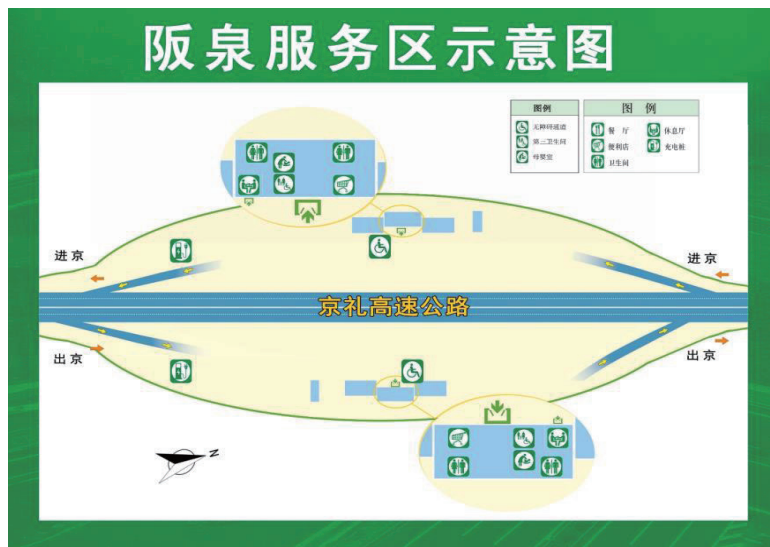 阪泉服务区示意图
图例
无障碍通道
第三卫生间
母婴室
图 例
餐 厅
休息厅
便利店
充电桩
卫生间
进京
进京
京礼高速公路
出京
出京
N